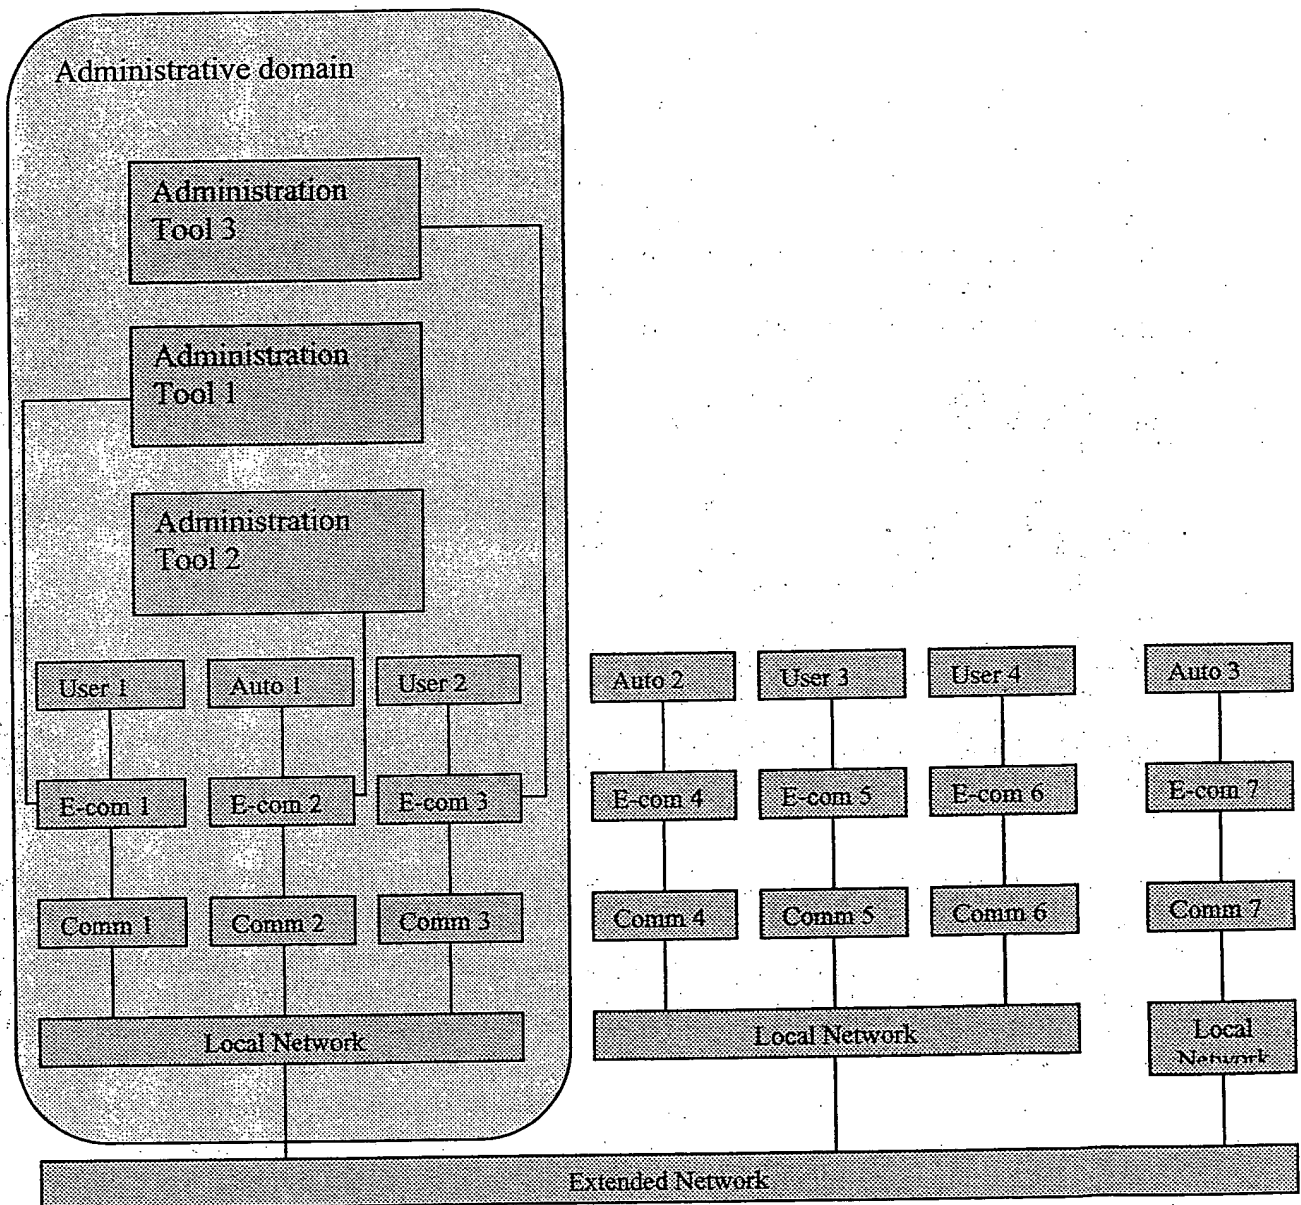 Administrative domain
Administration
Tool 3
Administration
Tool 1
Administration
Tool 2
User 1
Auto 1
User 2
Auto 2
User 3
User 4
Auto 3
E-com 1
E-com 2
E-com 3
E-com 4
E-com 5
E-com 6
E-com 7
Comm 1
Comm 2
Comm 3
Comm 4
Comm 5
Comm 6
Comm 7
Local Network
Local Network
Local
Network
Extended Network